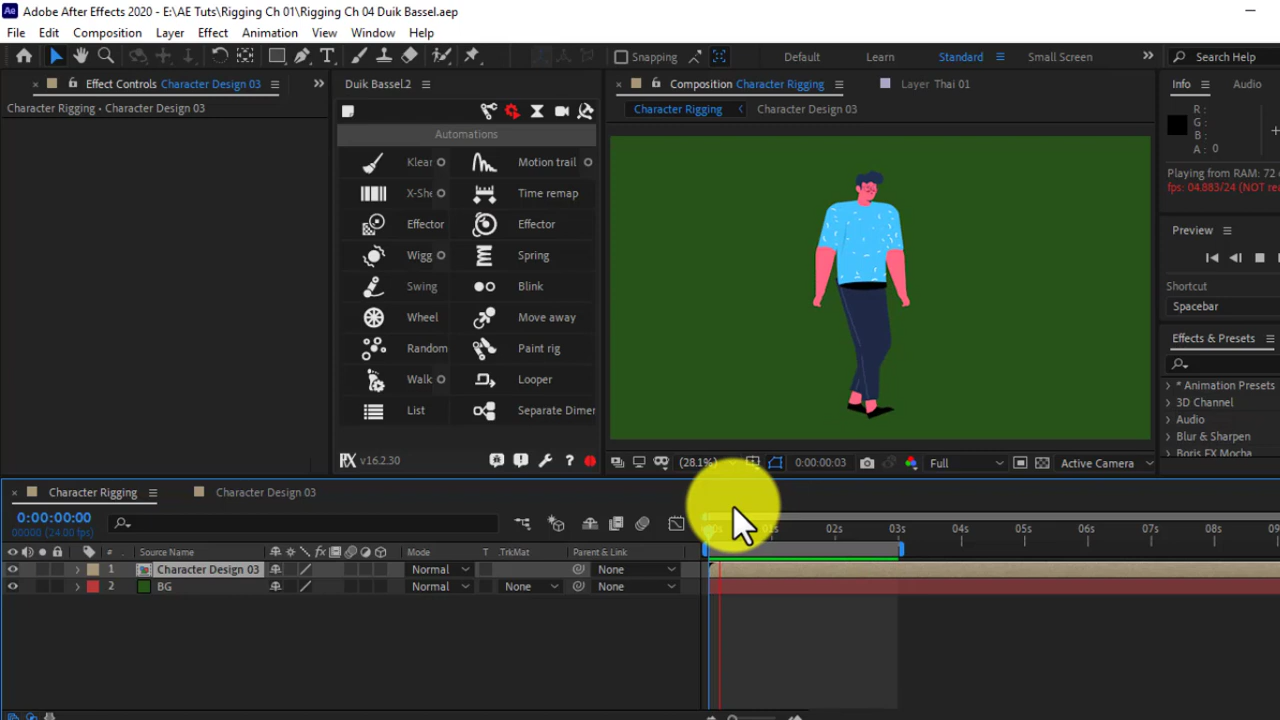 Ae Adobe After Effects 2020 - E:\AE Tuts\Rigging Ch 01\Rigging Ch 04 Duik Bassel.aep
File Edit Composition Layer Effect Animation View Window Help
T Snapping Default Learn Standard Small Screen Search Help
Effect Controls Character Design 03
Duik Bassel.2
Composition Character Rigging
Layer Thai 01
Info Audio
Character Rigging • Character Design 03
Character Rigging Character Design 03
R :
G :
B :
A : 0
Automations
Klear Motion trail
X-She Time remap
Effector Effector
Wigg Spring
Swing Blink
Wheel Move away
Random Paint rig
Walk Looper
List Separate Dimen
v16.2.30
Playing from RAM: 72
fps: 04.883/24 (NOT re
Preview
Shortcut
Spacebar
Effects & Presets
* Animation Presets
3D Channel
Audio
Blur & Sharpen
Boris FX Mocha
(28.1%) 0:00:00:03 Full Active Camera
Character Rigging Character Design 03
0:00:00:00
00000 (24.00 fps)
01s 02s 03s 04s 05s 06s 07s 08s
# Source Name fx Mode T .TrkMat Parent & Link
1 Character Design 03 Normal None
2 BG Normal None None